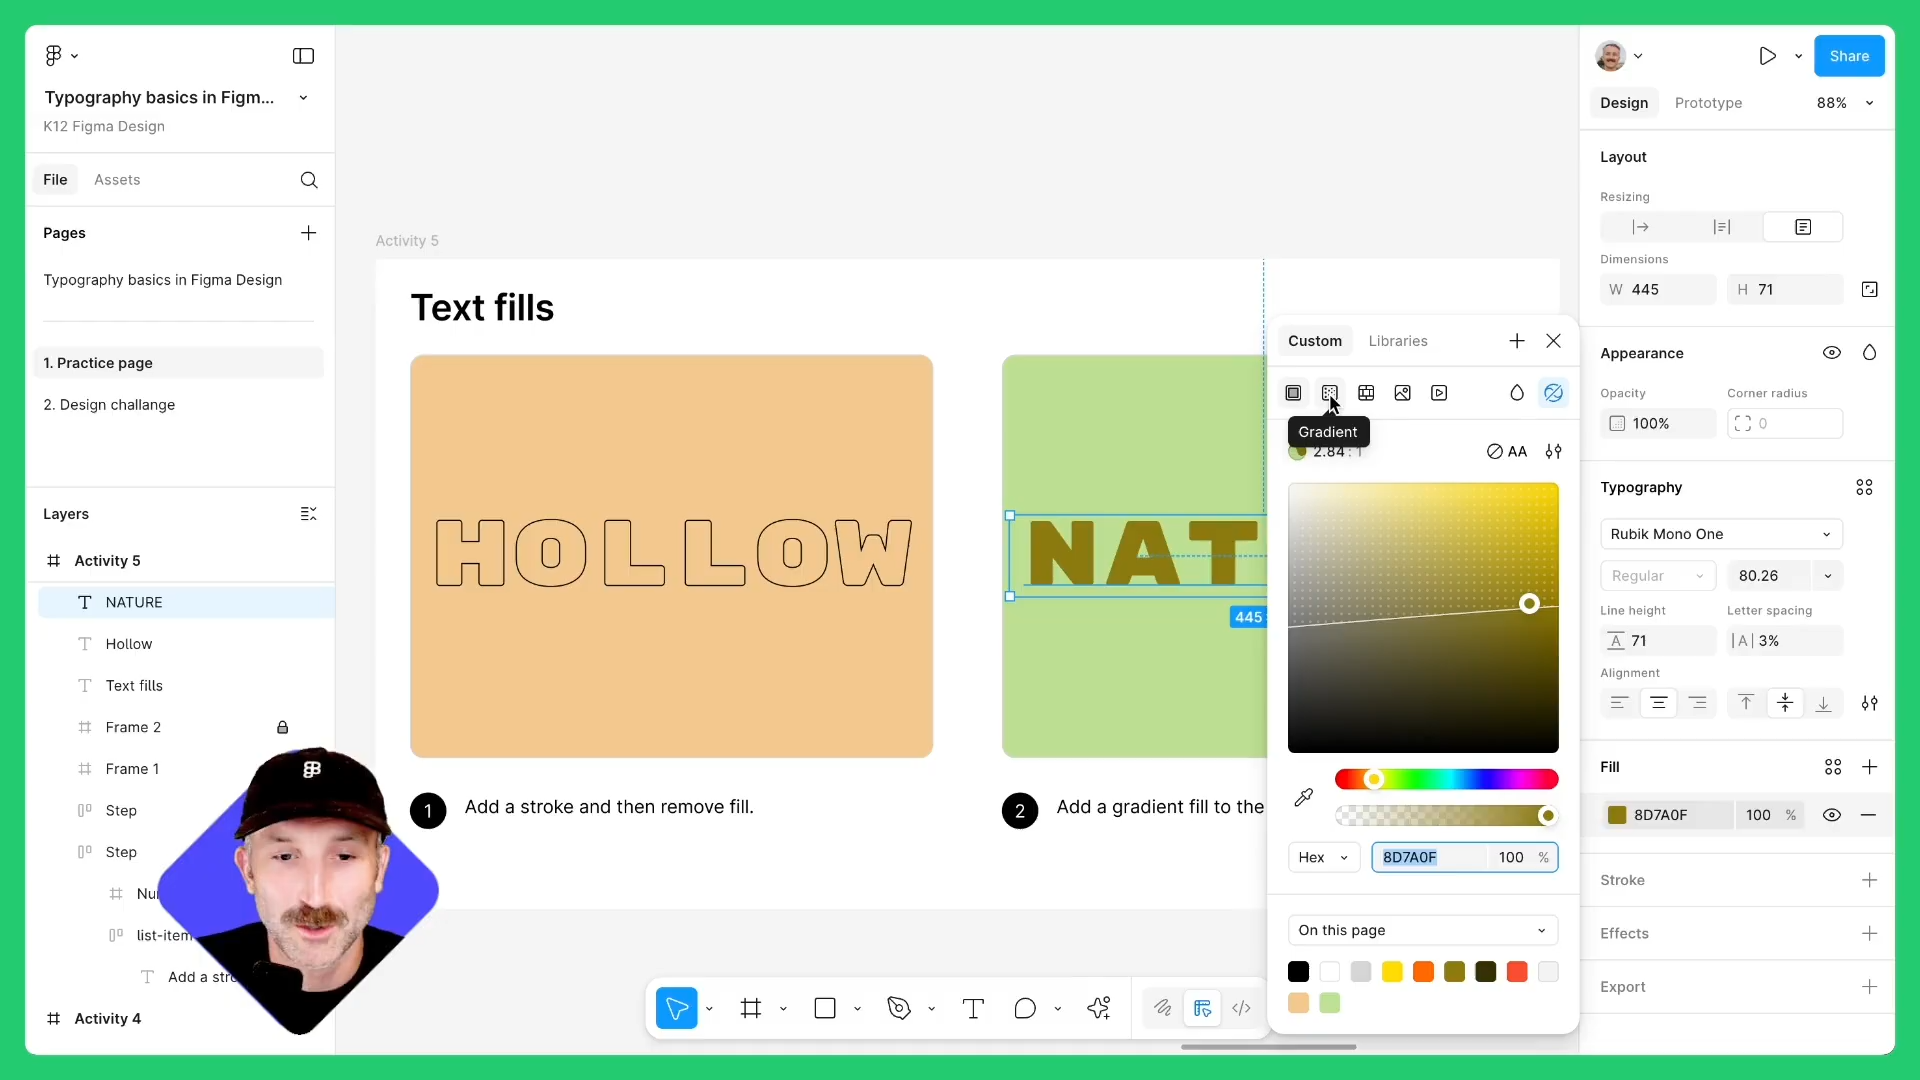 Typography basics in Figm...
K12 Figma Design
File
Assets
Pages
Typography basics in Figma Design
1. Practice page
2. Design challange
Layers
Activity 5
NATURE
Hollow
Text fills
Frame 2
Frame 1
Step
Step
list-item
Activity 4
Activity 5
Text fills
HOLLOW
NAT
445
1
Add a stroke and then remove fill.
2
Add a gradient fill to the
Custom
Libraries
Gradient
2.84 : 1
AA
Hex
8D7A0F
100 %
On this page
Share
Design
Prototype
88%
Layout
Resizing
Dimensions
W 445
H 71
Appearance
Opacity
Corner radius
100%
0
Typography
Rubik Mono One
Regular
80.26
Line height
Letter spacing
A 71
|A| 3%
Alignment
Fill
8D7A0F
100 %
Stroke
Effects
Export